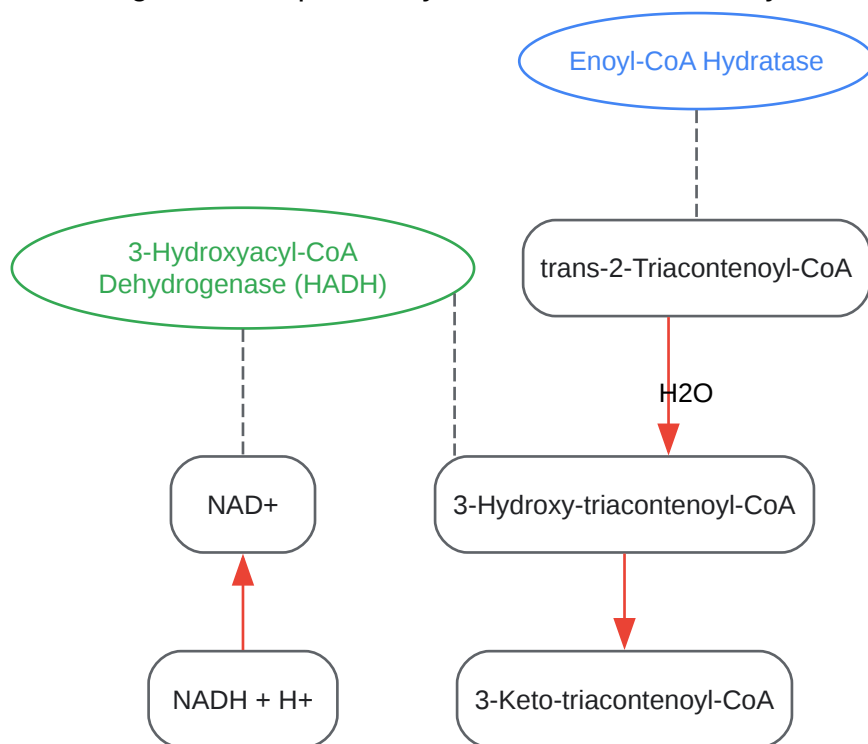 Enoyl-CoA Hydratase
3-Hydroxyacyl-CoA
Dehydrogenase (HADH)
trans-2-Triacontenoyl-CoA
H2O
NAD+
3-Hydroxy-triacontenoyl-CoA
NADH + H+
3-Keto-triacontenoyl-CoA